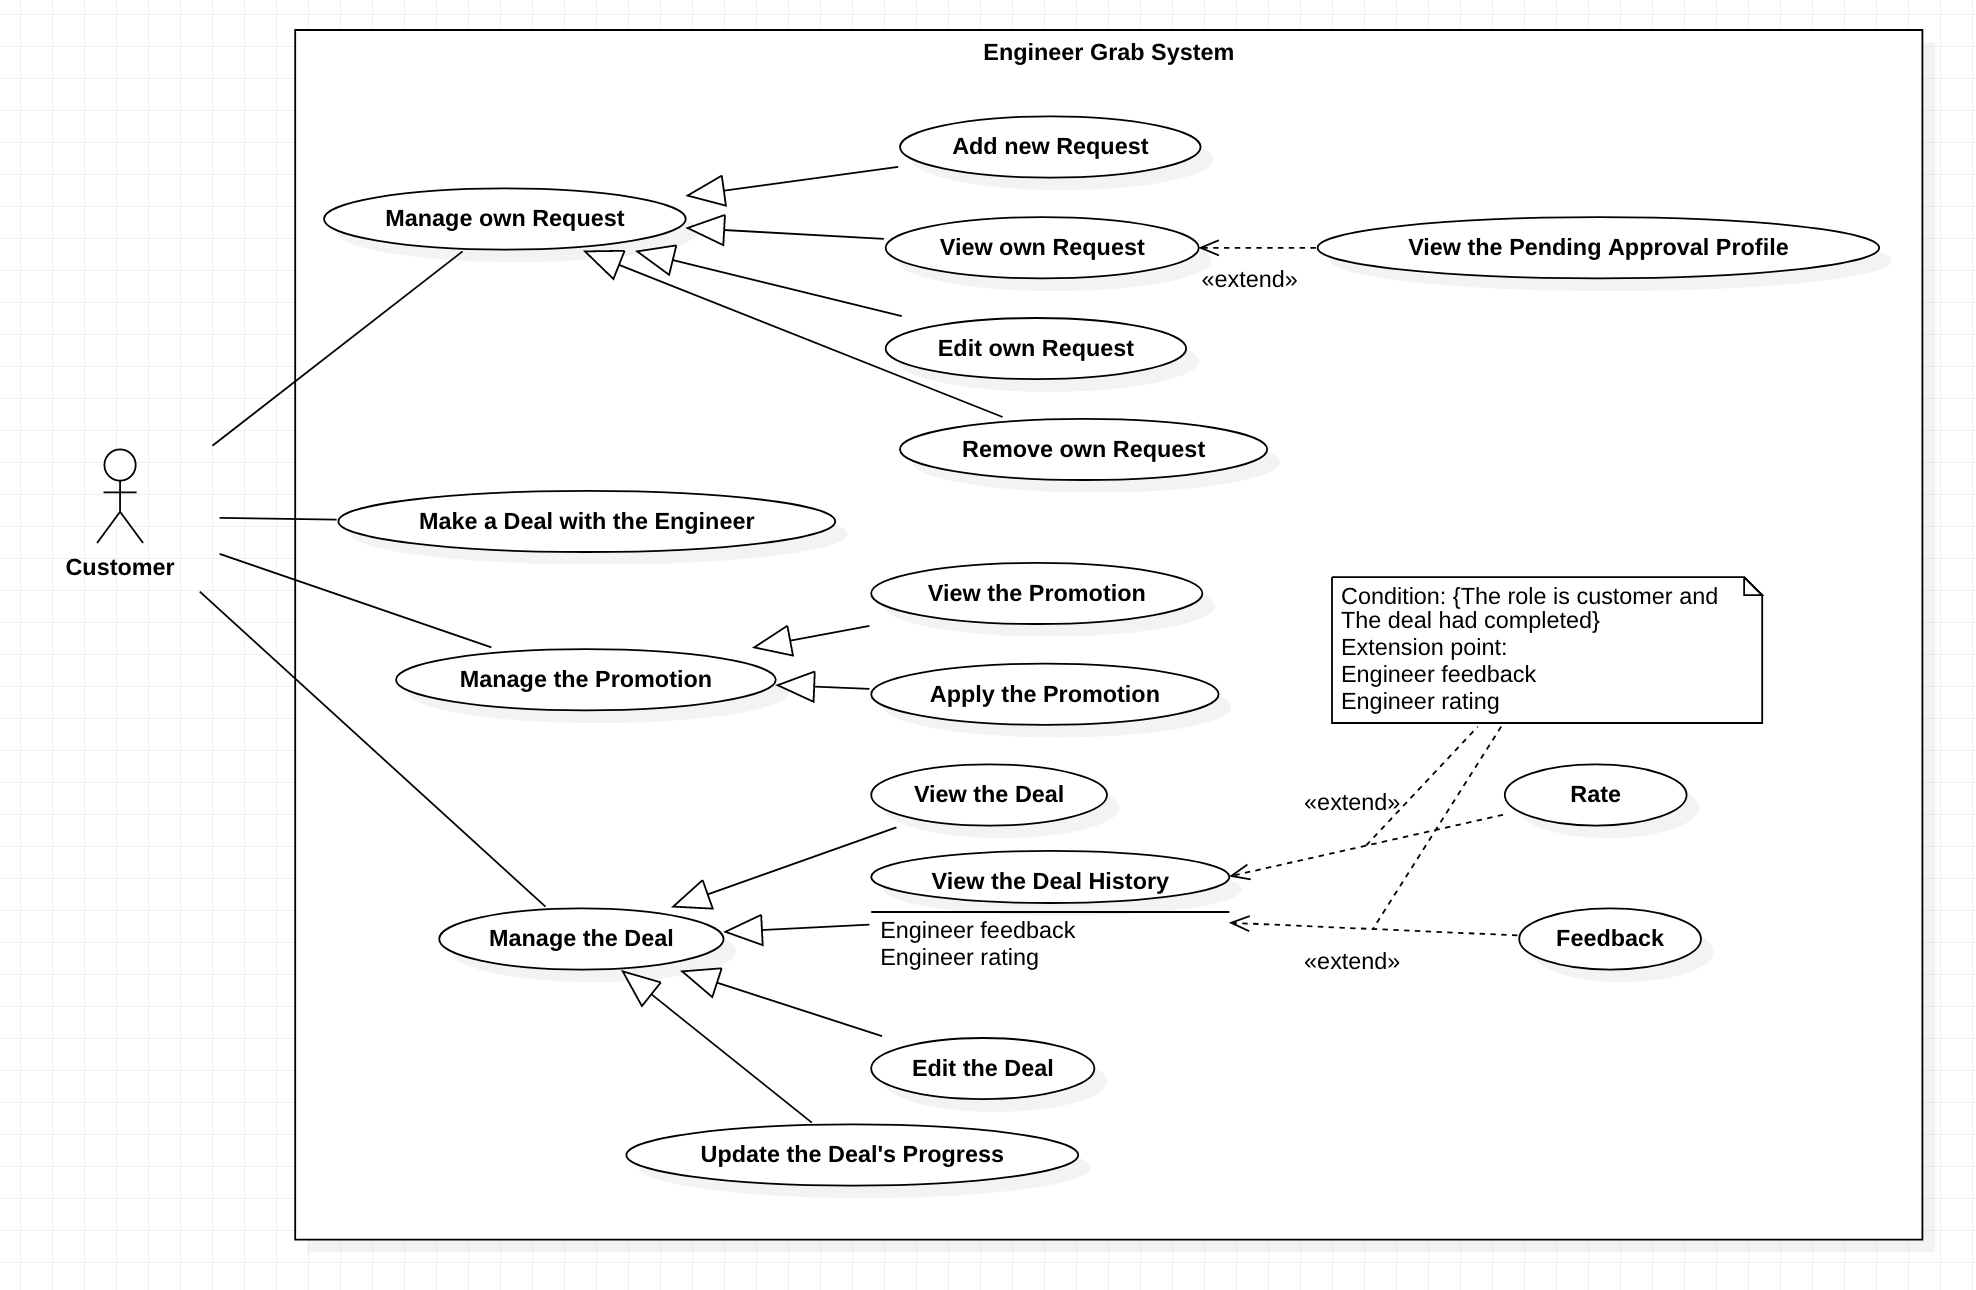 Engineer Grab System
Add new Request
Manage own Request
View own Request
View the Pending Approval Profile
«extend»
Edit own Request
Remove own Request
Make a Deal with the Engineer
Customer
View the Promotion
Condition: {The role is customer and
The deal had completed}
Extension point:
Engineer feedback
Engineer rating
Manage the Promotion
Apply the Promotion
View the Deal
«extend»
Rate
View the Deal History
Engineer feedback
Engineer rating
Manage the Deal
Feedback
«extend»
Edit the Deal
Update the Deal's Progress